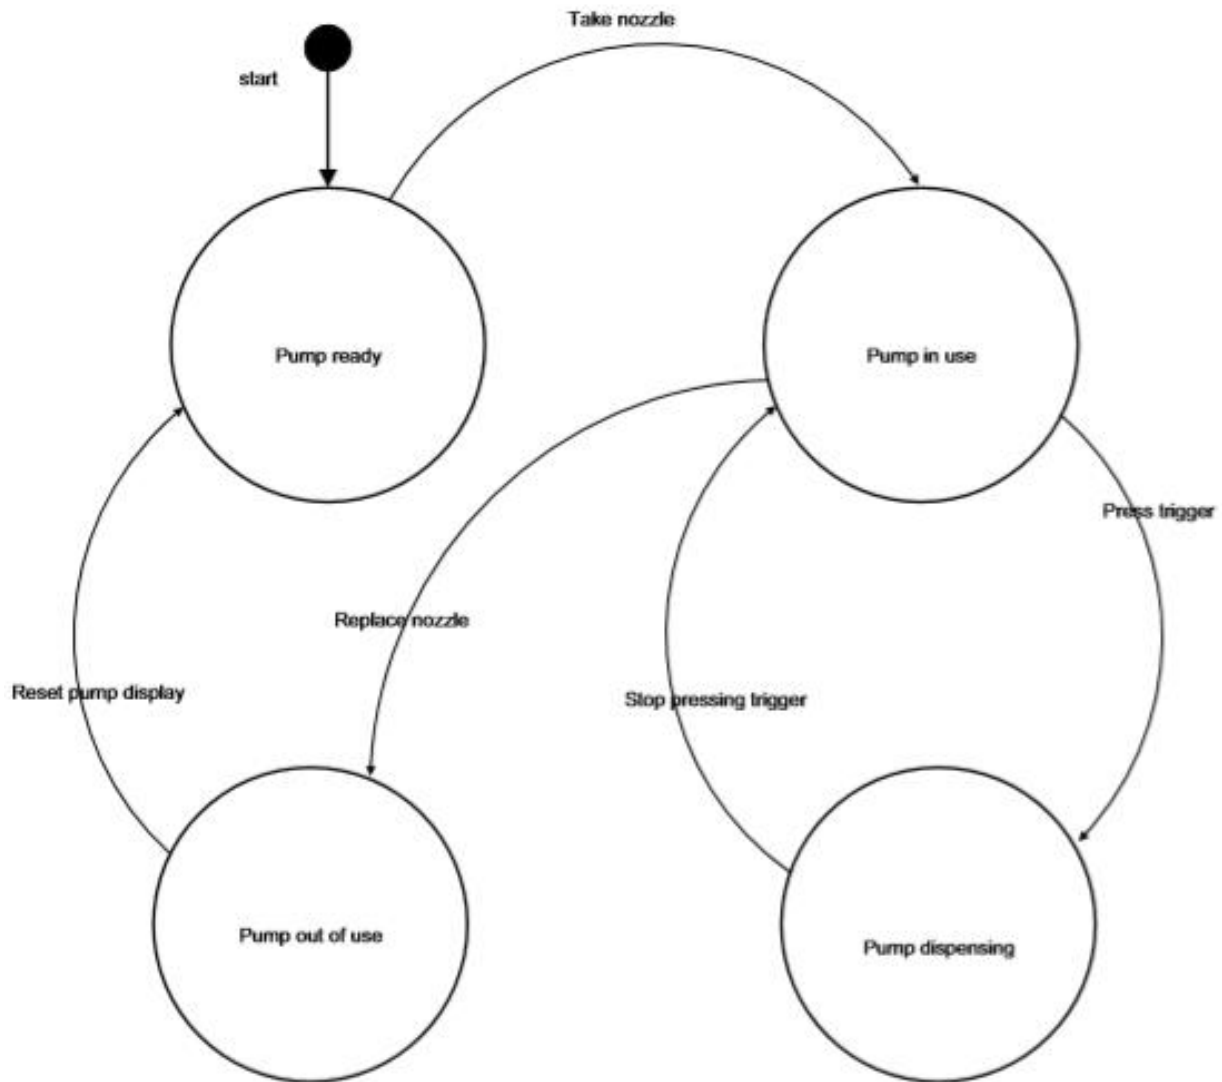 Take nozzle
start
Pump ready
Pump in use
Press trigger
Replace nozzle
Reset pump display
Stop pressing trigger
Pump out of use
Pump dispensing